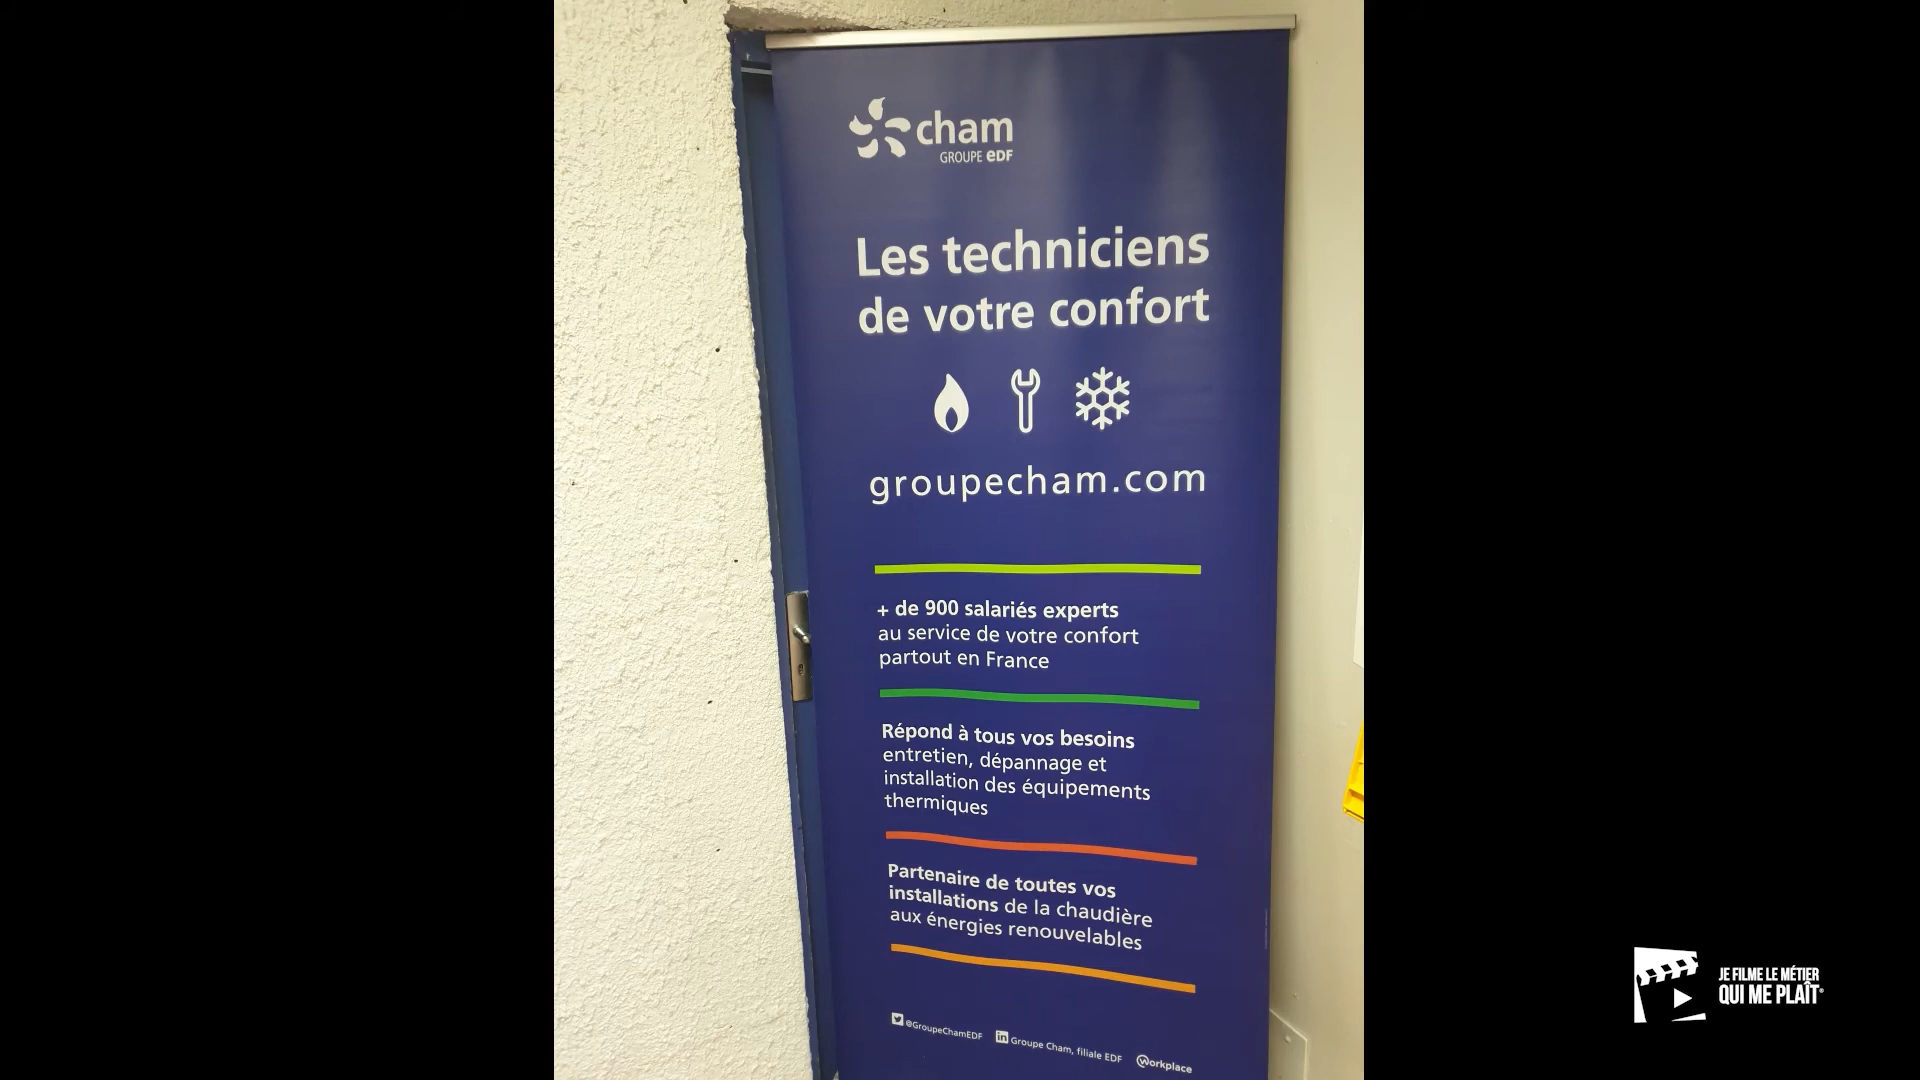 cham
GROUPE eDF
Les techniciens
de votre confort
groupecham.com
+ de 900 salariés experts
au service de votre confort
partout en France
Répond à tous vos besoins
entretien, dépannage et
installation des équipements
thermiques
Partenaire de toutes vos
installations de la chaudière
aux énergies renouvelables
@GroupeChamEDF
Groupe Cham, filiale EDF
Workplace
JE FILME LE MÉTIER
QUI ME PLAÎT®